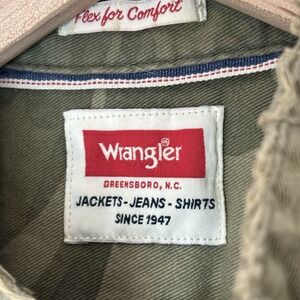 Flex for Comfort
Wrangler®
GREENSBORO, N.C.
JACKETS-JEANS-SHIRTS
SINCE 1947